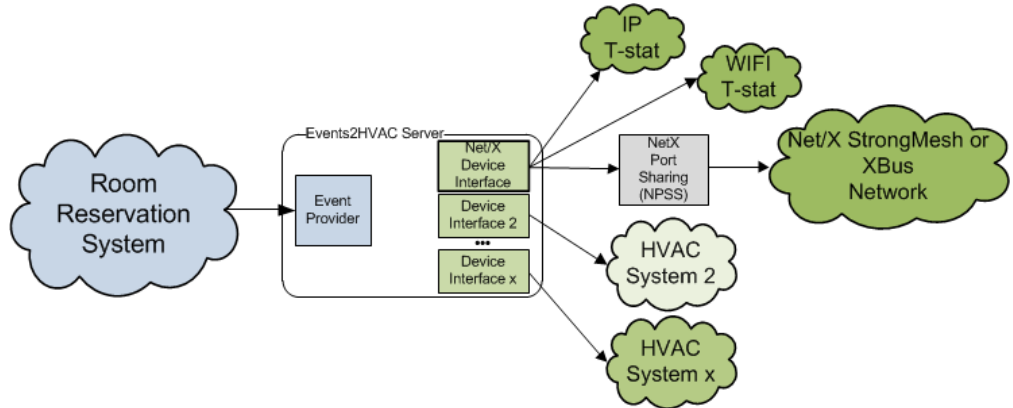 Room
Reservation
System
Events2HVAC Server
Event
Provider
Net/X
Device
Interface
Device
Interface 2
•••
Device
Interface x
IP
T-stat
WIFI
T-stat
NetX
Port
Sharing
(NPSS)
Net/X StrongMesh or
XBus
Network
HVAC
System 2
HVAC
System x